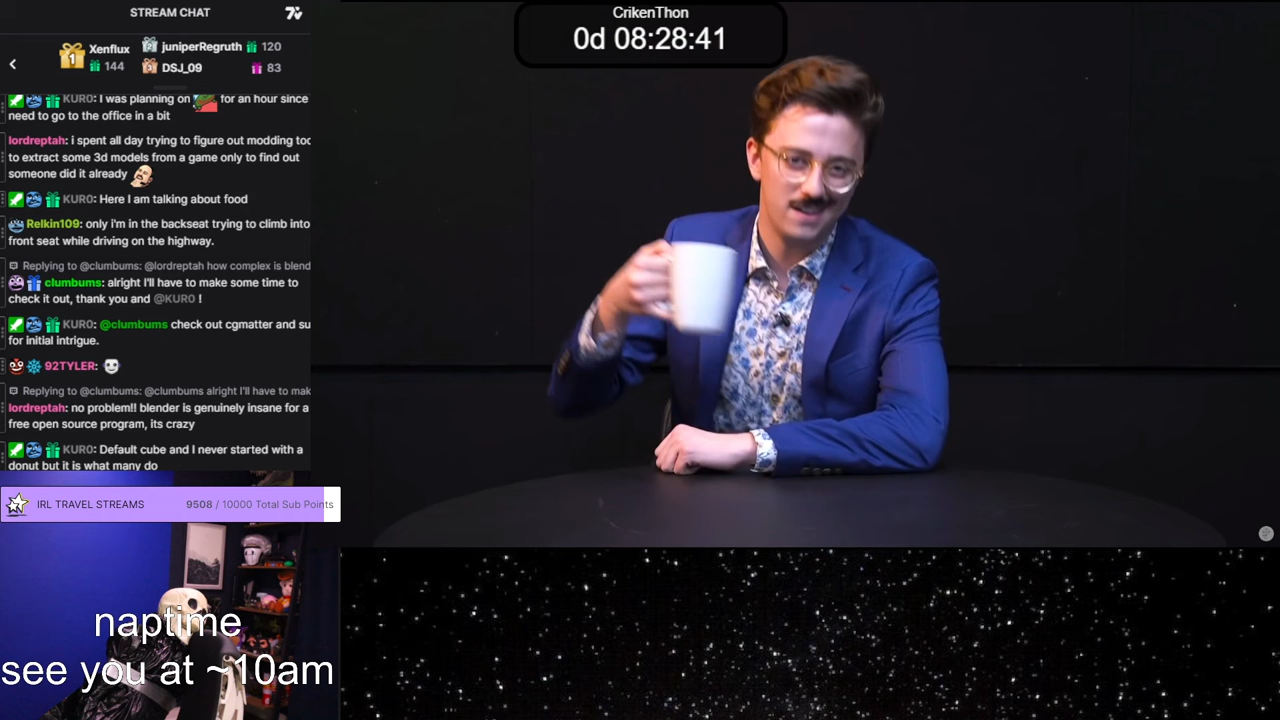 STREAM CHAT
Xenflux
144
juniperRegruth 120
DSJ_09 83
KUR0: I was planning on for an hour since
need to go to the office in a bit
lordreptah: i spent all day trying to figure out modding too
to extract some 3d models from a game only to find out
someone did it already
KUR0: Here I am talking about food
Relkin109: only i'm in the backseat trying to climb into
front seat while driving on the highway.
Replying to @clumbums: @lordreptah how complex is blend
clumbums: alright I'll have to make some time to
check it out, thank you and @KUR0 !
KUR0: @clumbums check out cgmatter and su
for initial intrigue.
92TYLER:
Replying to @clumbums: @clumbums alright I'll have to mak
lordreptah: no problem!! blender is genuinely insane for a
free open source program, its crazy
KUR0: Default cube and I never started with a
donut but it is what many do
IRL TRAVEL STREAMS 9508 / 10000 Total Sub Points
naptime
see you at ~10am
CrikenThon
0d 08:28:41